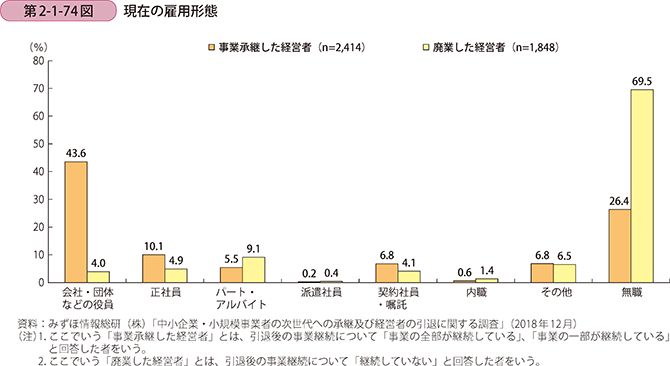 第2-1-74図 現在の雇用形態
(%)
事業承継した経営者（n=2,414） 廃業した経営者（n=1,848）
80
70
60
50
40
30
20
10
0
43.6
4.0
10.1
4.9
5.5
9.1
0.2
0.4
6.8
4.1
0.6
1.4
6.8
6.5
26.4
69.5
会社・団体
などの役員
正社員
パート・
アルバイト
派遣社員
契約社員
・嘱託
内職
その他
無職
資料：みずほ情報総研（株）「中小企業・小規模事業者の次世代への承継及び経営者の引退に関する調査」（2018年12月）
（注）1. ここでいう「事業承継した経営者」とは、引退後の事業継続について「事業の全部が継続している」、「事業の一部が継続している」
と回答した者をいう。
2. ここでいう「廃業した経営者」とは、引退後の事業継続について「継続していない」と回答した者をいう。